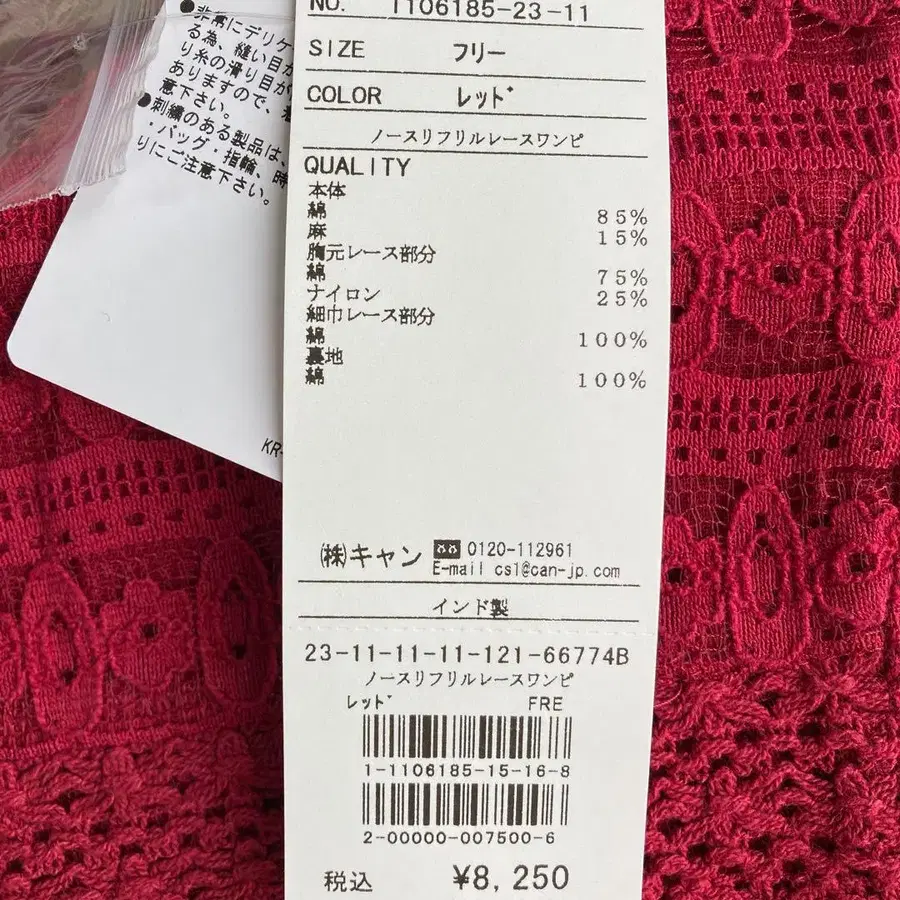 ●非常にデリケ
る為、縫い目が
り糸の滑り目が
ありますので、
意下さい。
●刺繍のある製品は、
・バッグ・指輪、時
りにご注意下さい。
KR-
NO. 1106185-23-11
SIZE フリー
COLOR レッド
ノースリフリルレースワンピ
QUALITY
本体
綿 85%
麻 15%
胸元レース部分
綿 75%
ナイロン 25%
細巾レース部分
綿 100%
裏地
綿 100%
㈱キャン 0120-112961
E-mail cs1@can-jp.com
インド製
23-11-11-11-121-66774B
ノースリフリルレースワンピ
レッド FRE
1-1106185-15-16-8
2-00000-007500-6
税込 ¥8,250